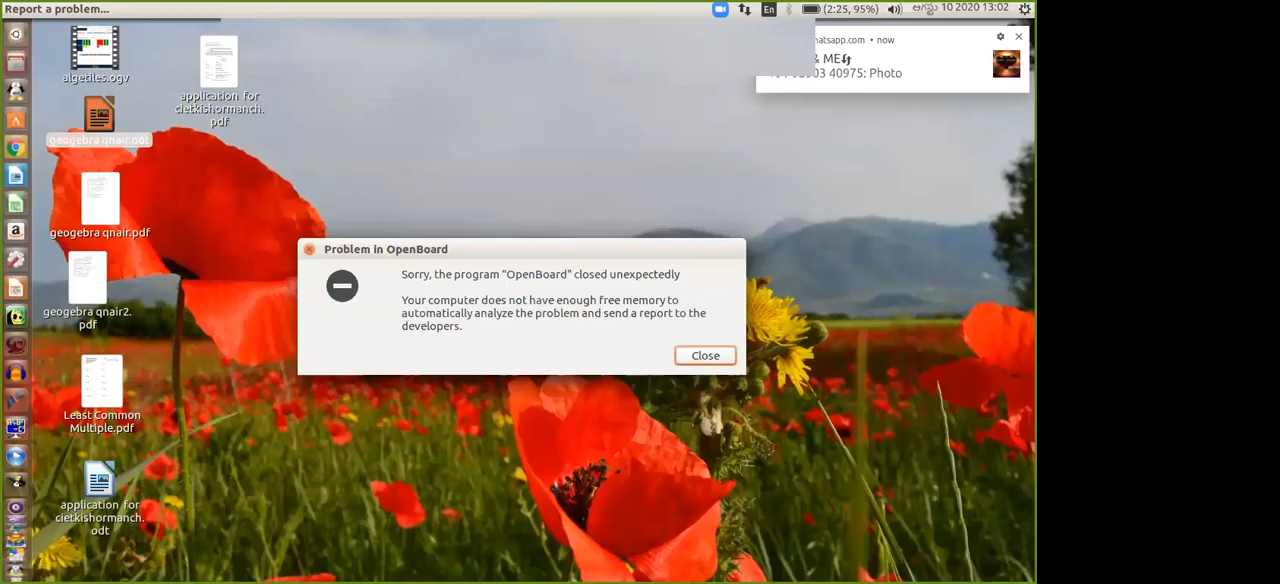 Report a problem...
En
(2:25, 95%)
ఆగస్టు 10 2020 13:02
algetiles.ogv
application for
cietkishormanch.
pdf
hatsapp.com • now
& ME
03 40975: Photo
geogebra qnair.odt
geogebra qnair.pdf
Problem in OpenBoard
Sorry, the program "OpenBoard" closed unexpectedly
Your computer does not have enough free memory to
automatically analyze the problem and send a report to the
developers.
Close
geogebra qnair2.
pdf
Least Common
Multiple.pdf
application for
cietkishormanch.
odt